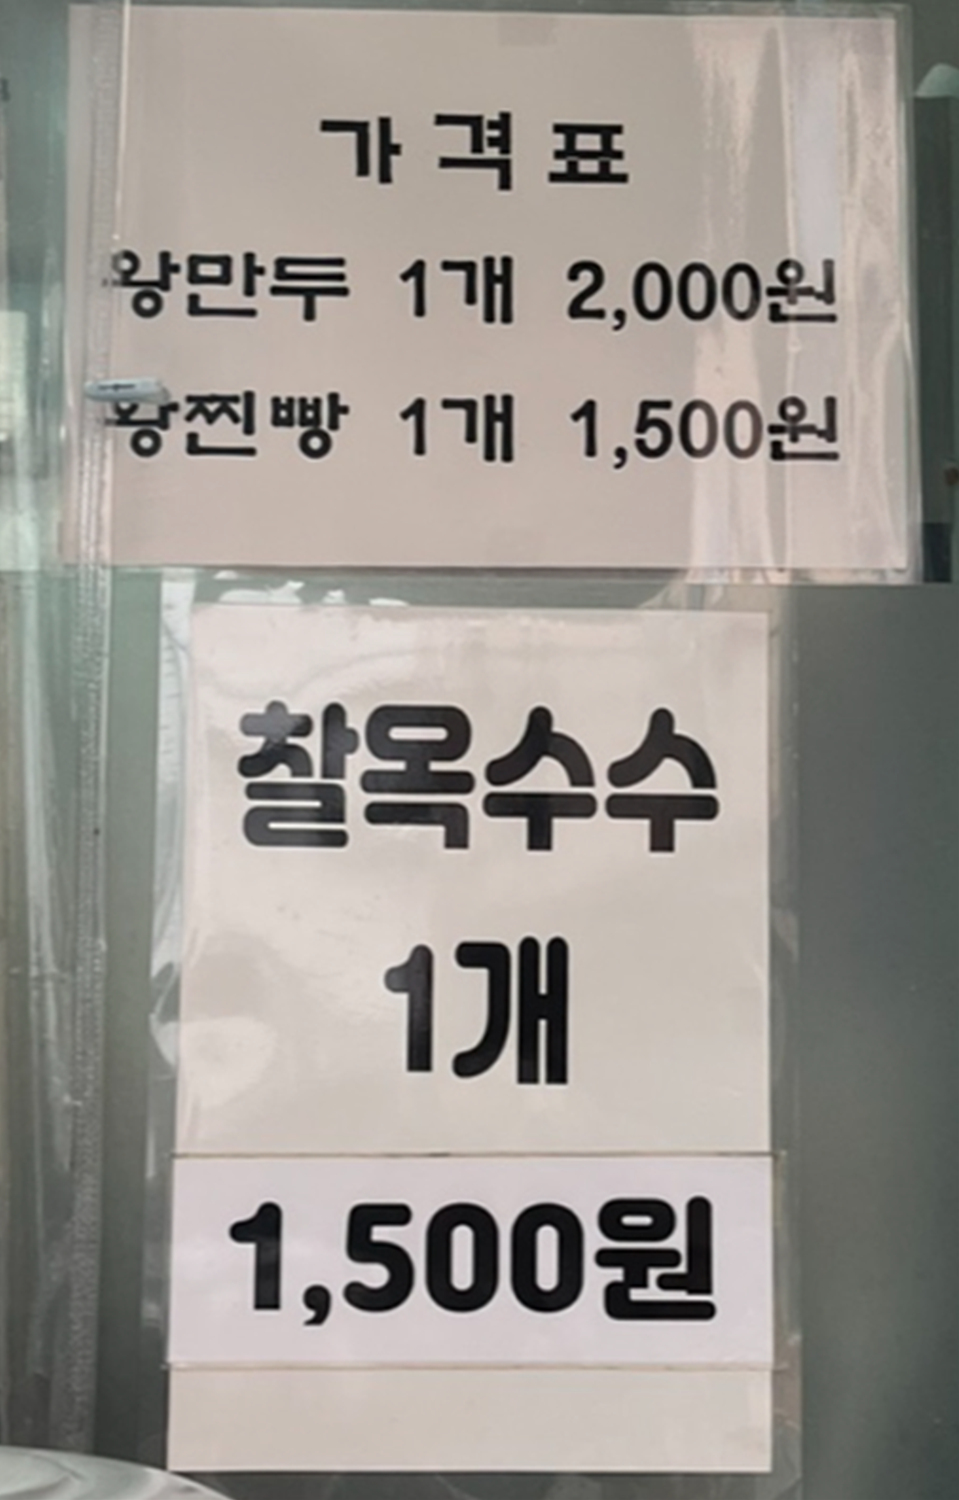 가격표
왕만두 1개 2,000원
왕찐빵 1개 1,500원
찰옥수수
1개
1,500원